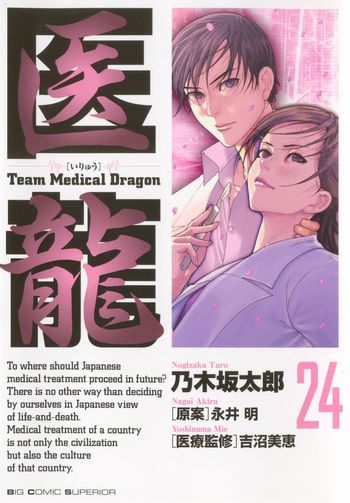 医龍
[いりゅう]
Team Medical Dragon
Nogizaka Taro
乃木坂太郎
Nagai Akira
[原案]永井 明
Yoshinuma Mie
[医療監修]吉沼美恵
24
To where should Japanese
medical treatment proceed in future?
There is no other way than deciding
by ourselves in Japanese view
of life-and-death.
Medical treatment of a country
is not only the civilization
but also the culture
of that country.
BIG COMIC SUPERIOR